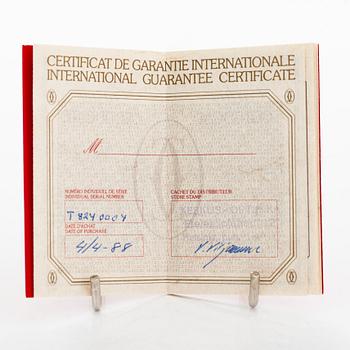 CERTIFICAT DE GARANTIE INTERNATIONALE
INTERNATIONAL GUARANTEE CERTIFICATE
M
NUMÉRO INDIVIDUEL DE SÉRIE
INDIVIDUAL SERIAL NUMBER
T 8240004
DATE D'ACHAT
DATE OF PURCHASE
4/4-88
CACHET DU DISTRIBUTEUR
STORE STAMP